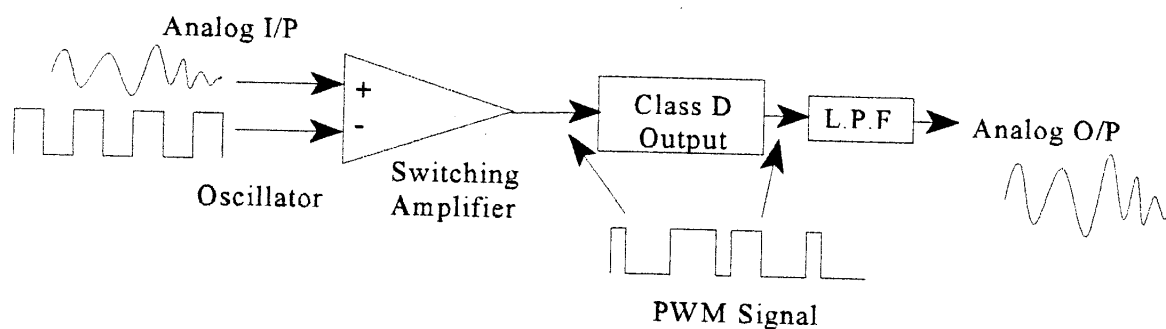 Analog I/P
+
-
Oscillator
Switching
Amplifier
Class D
Output
L.P.F
Analog O/P
PWM Signal